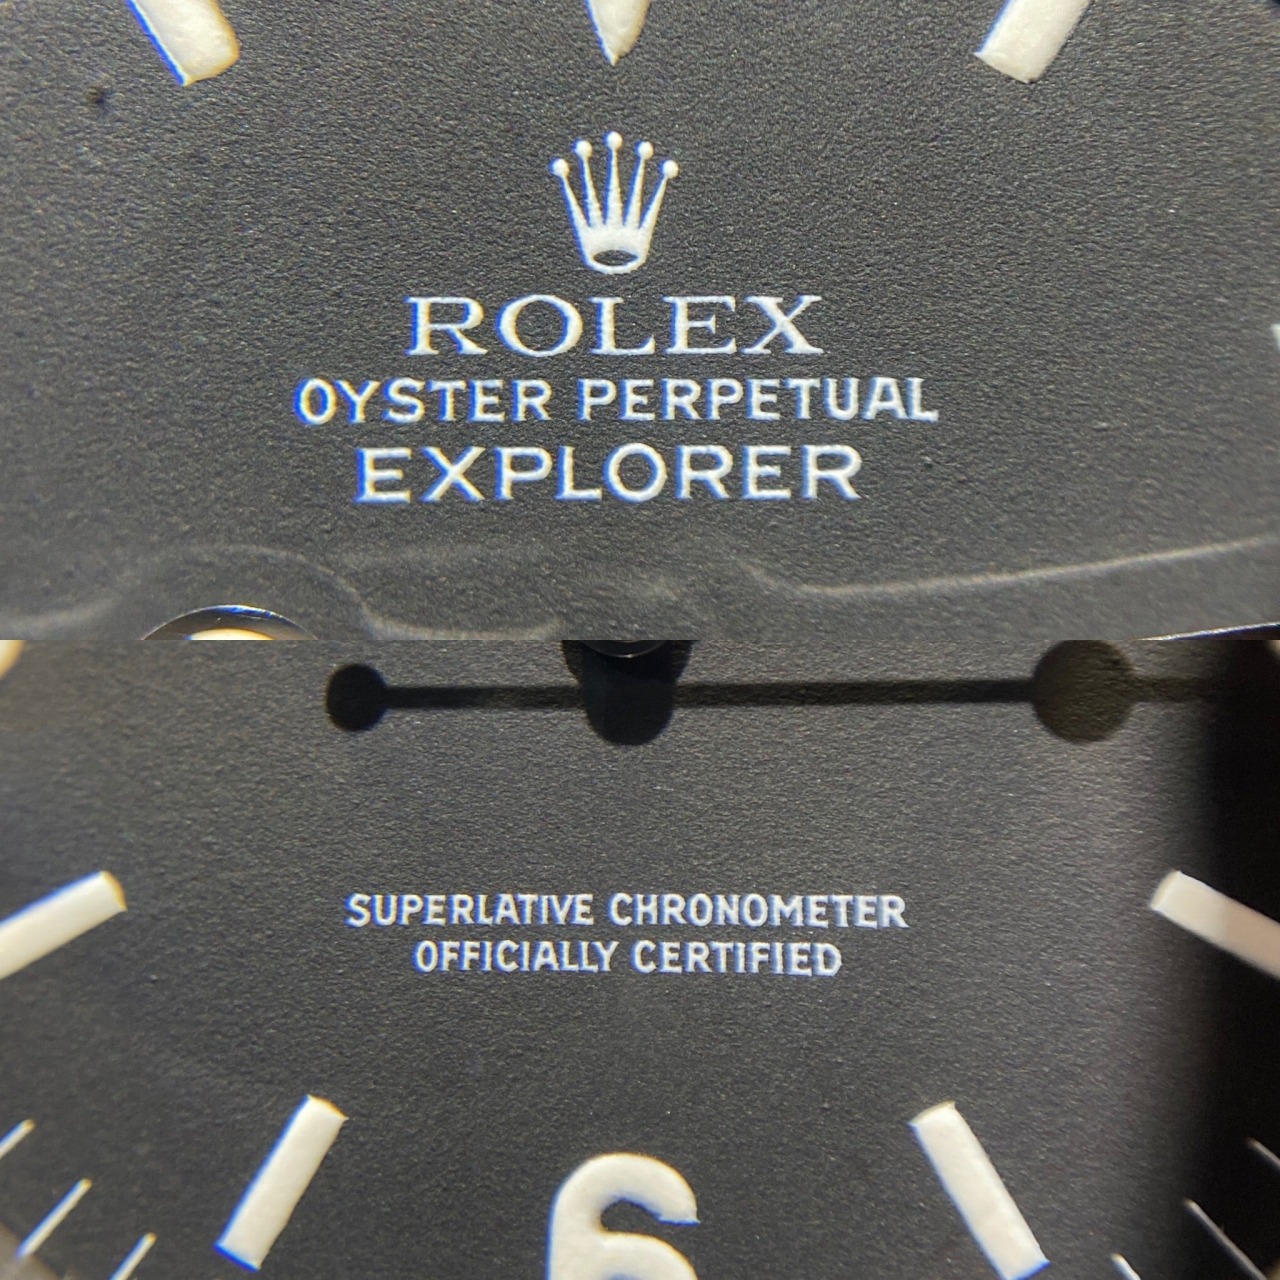 ROLEX
OYSTER PERPETUAL
EXPLORER
SUPERLATIVE CHRONOMETER
OFFICIALLY CERTIFIED
6